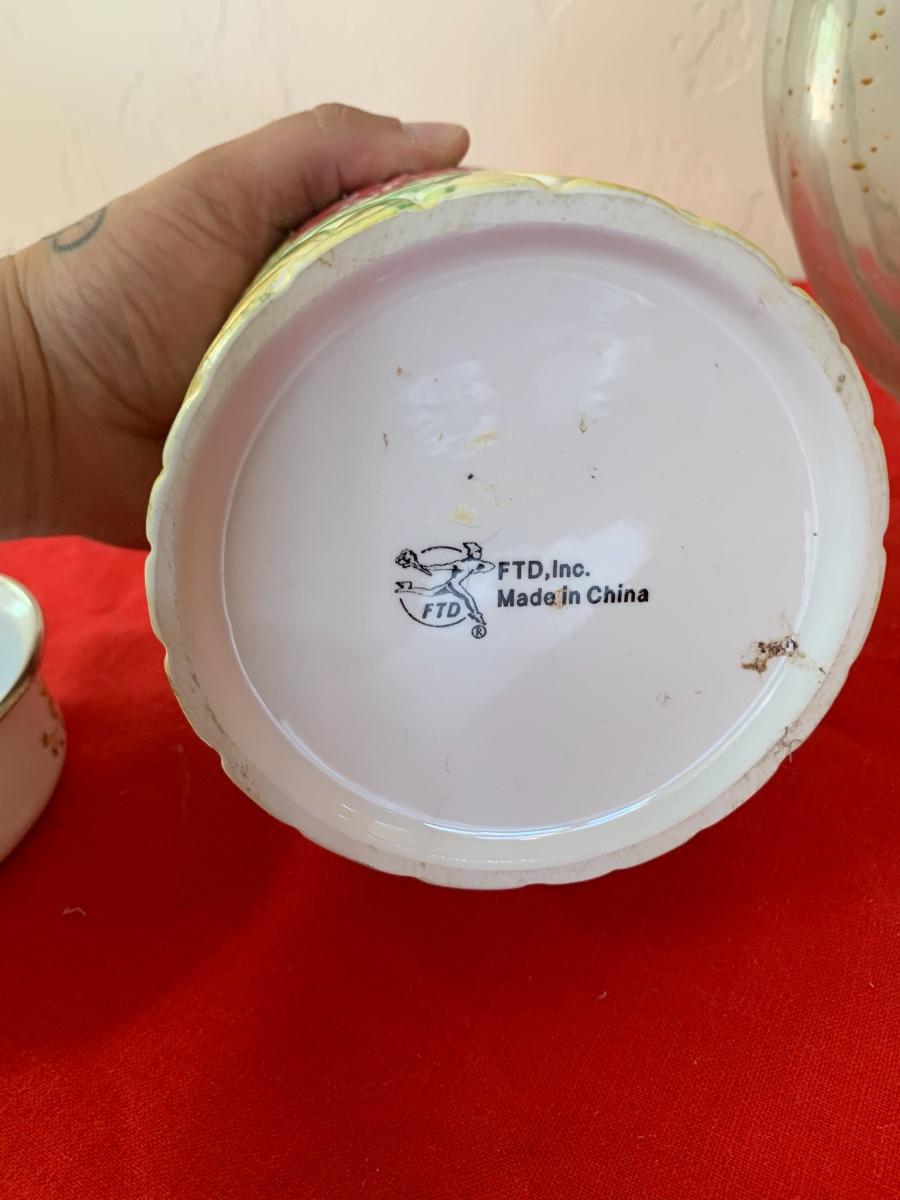 FTD
®
FTD,Inc.
Made in China